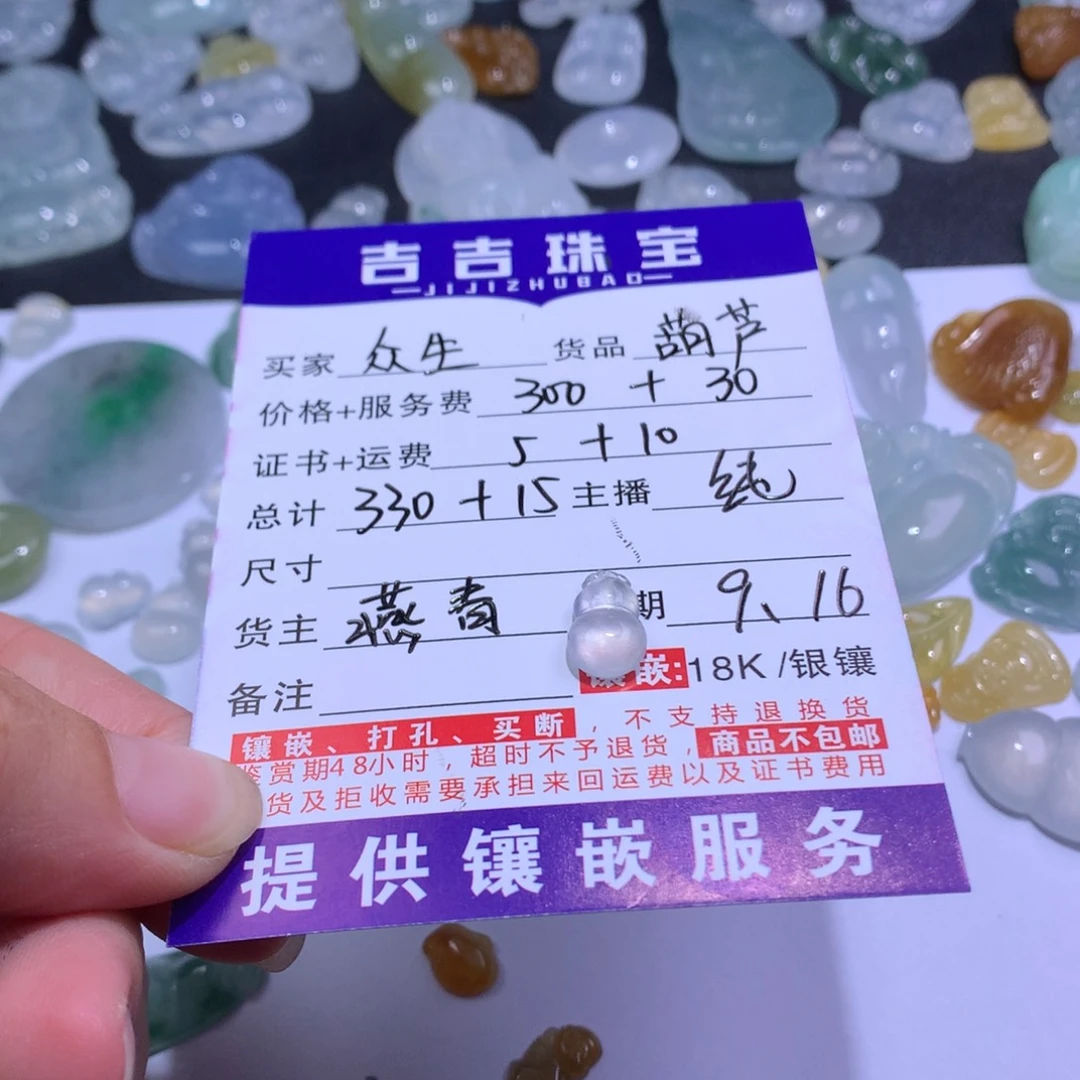 吉吉珠宝
JIJIZHUBAO
买家 众生 货品 葫芦
价格+服务费 300 + 30
证书+运费 5 + 10
总计 330 + 15 主播 纯
尺寸
货主 燕青 期 9、16
备注 镶嵌:18K /银镶
镶嵌、打孔、买断，不支持退换货
鉴赏期48小时，超时不予退货，商品不包邮
货及拒收需要承担来回运费以及证书费用
提供镶嵌服务